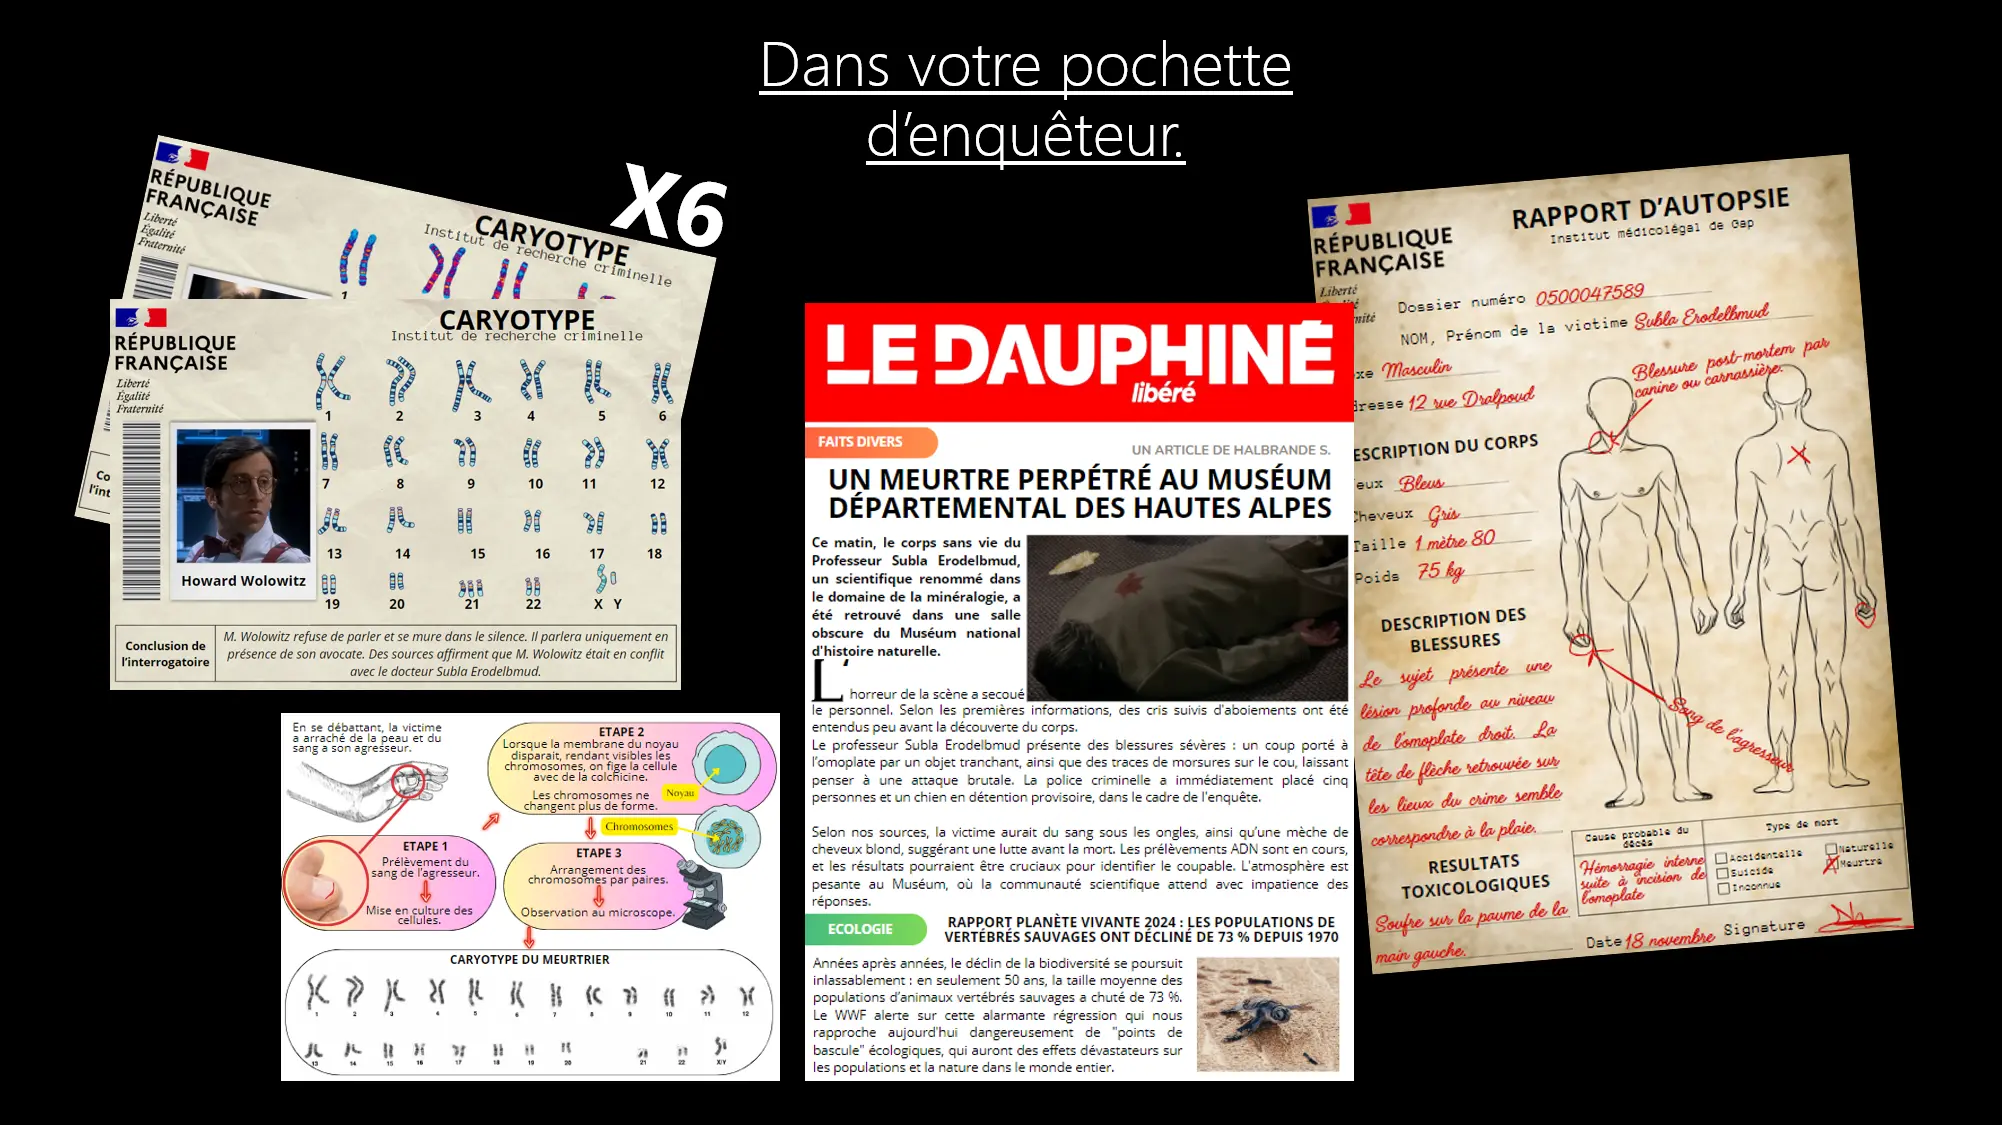 Dans votre pochette
d'enquêteur.
X6
RÉPUBLIQUE
FRANÇAISE
Liberté
Égalité
Fraternité
CARYOTYPE
Institut de recherche criminelle
1
RÉPUBLIQUE
FRANÇAISE
Liberté
Égalité
Fraternité
CARYOTYPE
Institut de recherche criminelle
1 2 3 4 5 6
7 8 9 10 11 12
13 14 15 16 17 18
19 20 21 22 X Y
Howard Wolowitz
Conclusion de
l'interrogatoire
M. Wolowitz refuse de parler et se mure dans le silence. Il parlera uniquement en
présence de son avocate. Des sources affirment que M. Wolowitz était en conflit
avec le docteur Subla Erodelbmud.
En se débattant, la victime
a arraché de la peau et du
sang a son agresseur.
ETAPE 1
Prélèvement du
sang de l'agresseur.
Mise en culture des
cellules.
ETAPE 2
Lorsque la membrane du noyau
disparait, rendant visibles les
chromosomes, on fige la cellule
avec de la colchicine.
Les chromosomes ne
changent plus de forme.
Noyau
Chromosomes
ETAPE 3
Arrangement des
chromosomes par paires.
Observation au microscope.
CARYOTYPE DU MEURTRIER
1 2 3 4 5 6 7 8 9 10 11 12
13 14 15 16 17 18 19 20 21 22 X/Y
LE DAUPHINÉ
libéré
FAITS DIVERS
UN ARTICLE DE HALBRANDE S.
UN MEURTRE PERPÉTRÉ AU MUSÉUM
DÉPARTEMENTAL DES HAUTES ALPES
Ce matin, le corps sans vie du
Professeur Subla Erodelbmud,
un scientifique renommé dans
le domaine de la minéralogie, a
été retrouvé dans une salle
obscure du Muséum national
d'histoire naturelle.
L'horreur de la scène a secoué
le personnel. Selon les premières informations, des cris suivis d'aboiements ont été
entendus peu avant la découverte du corps.
Le professeur Subla Erodelbmud présente des blessures sévères : un coup porté à
l'omoplate par un objet tranchant, ainsi que des traces de morsures sur le cou, laissant
penser à une attaque brutale. La police criminelle a immédiatement placé cinq
personnes et un chien en détention provisoire, dans le cadre de l'enquête.
Selon nos sources, la victime aurait du sang sous les ongles, ainsi qu'une mèche de
cheveux blond, suggérant une lutte avant la mort. Les prélèvements ADN sont en cours,
et les résultats pourraient être cruciaux pour identifier le coupable. L'atmosphère est
pesante au Muséum, où la communauté scientifique attend avec impatience des
réponses.
ECOLOGIE
RAPPORT PLANÈTE VIVANTE 2024 : LES POPULATIONS DE
VERTÉBRÉS SAUVAGES ONT DÉCLINÉ DE 73 % DEPUIS 1970
Années après années, le déclin de la biodiversité se poursuit
inlassablement : en seulement 50 ans, la taille moyenne des
populations d'animaux vertébrés sauvages a chuté de 73 %.
Le WWF alerte sur cette alarmante régression qui nous
rapproche aujourd'hui dangereusement de "points de
bascule" écologiques, qui auront des effets dévastateurs sur
les populations et la nature dans le monde entier.
RÉPUBLIQUE
FRANÇAISE
Liberté
RAPPORT D'AUTOPSIE
Institut médicolégal de Gap
Dossier numéro 0500047589
NOM, Prénom de la victime Subla Erodelbmud
Masculin
12 rue Dralpoud
Blessure post-mortem par
canine ou carnassière.
ESCRIPTION DU CORPS
eux Bleus
Cheveux Gris
Taille 1 mètre 80
Poids 75 kg
DESCRIPTION DES
BLESSURES
Le sujet présente une
lésion profonde au niveau
de l'omoplate droit. La
tête de flèche retrouvée sur
les lieux du crime semble
correspondre à la plaie.
Sang de l'agresseur
RESULTATS
TOXICOLOGIQUES
Soufre sur la paume de la
main gauche.
Cause probable du
décès
Hémorragie interne
suite à incision de
l'omoplate
Type de mort
Accidentelle
Suicide
Inconnue
Naturelle
Meurtre
Date 18 novembre Signature